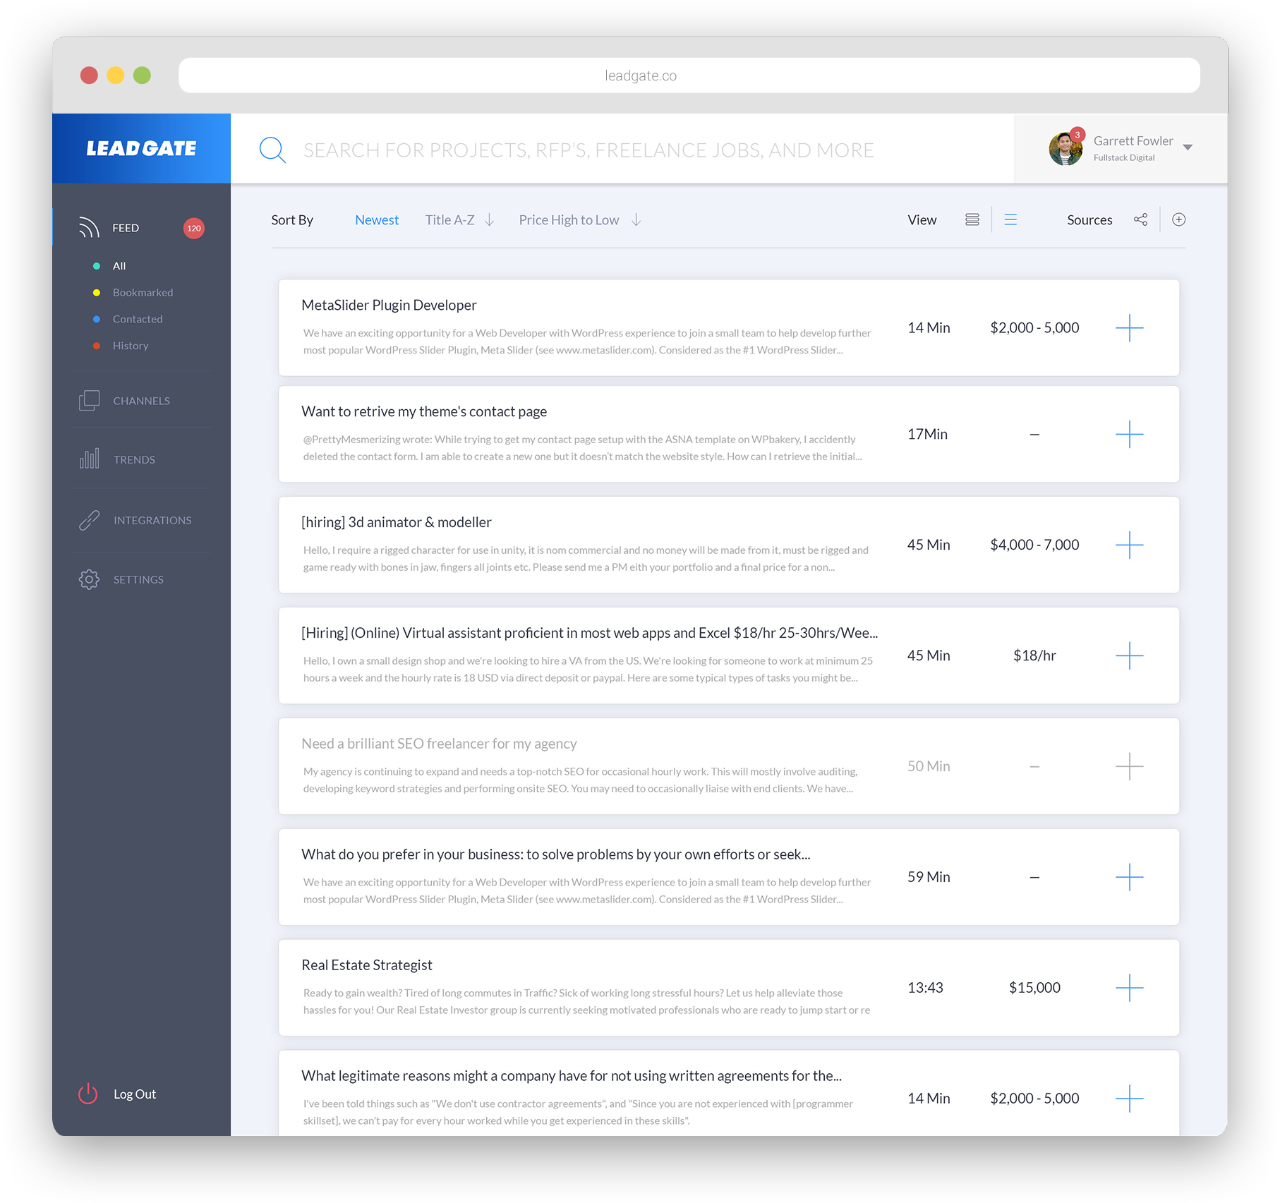 leadgate.co
LEAD GATE
SEARCH FOR PROJECTS, RFP'S, FREELANCE JOBS, AND MORE
3
Garrett Fowler
Fullstack Digital
FEED
120
All
Bookmarked
Contacted
History
CHANNELS
TRENDS
INTEGRATIONS
SETTINGS
Log Out
Sort By Newest Title A-Z Price High to Low View Sources
MetaSlider Plugin Developer
We have an exciting opportunity for a Web Developer with WordPress experience to join a small team to help develop further
most popular WordPress Slider Plugin, Meta Slider (see www.metaslider.com). Considered as the #1 WordPress Slider...
14 Min $2,000 - 5,000
Want to retrive my theme's contact page
@PrettyMesmerizing wrote: While trying to get my contact page setup with the ASNA template on WPbakery, I accidently
deleted the contact form. I am able to create a new one but it doesn't match the website style. How can I retrieve the initial...
17Min –
[hiring] 3d animator & modeller
Hello, I require a rigged character for use in unity, it is nom commercial and no money will be made from it, must be rigged and
game ready with bones in jaw, fingers all joints etc. Please send me a PM eith your portfolio and a final price for a non...
45 Min $4,000 - 7,000
[Hiring] (Online) Virtual assistant proficient in most web apps and Excel $18/hr 25-30hrs/Wee...
Hello, I own a small design shop and we're looking to hire a VA from the US. We're looking for someone to work at minimum 25
hours a week and the hourly rate is 18 USD via direct deposit or paypal. Here are some typical types of tasks you might be...
45 Min $18/hr
Need a brilliant SEO freelancer for my agency
My agency is continuing to expand and needs a top-notch SEO for occasional hourly work. This will mostly involve auditing,
developing keyword strategies and performing onsite SEO. You may need to occasionally liaise with end clients. We have...
50 Min –
What do you prefer in your business: to solve problems by your own efforts or seek...
We have an exciting opportunity for a Web Developer with WordPress experience to join a small team to help develop further
most popular WordPress Slider Plugin, Meta Slider (see www.metaslider.com). Considered as the #1 WordPress Slider...
59 Min –
Real Estate Strategist
Ready to gain wealth? Tired of long commutes in Traffic? Sick of working long stressful hours? Let us help alleviate those
hassles for you! Our Real Estate Investor group is currently seeking motivated professionals who are ready to jump start or re
13:43 $15,000
What legitimate reasons might a company have for not using written agreements for the...
I've been told things such as "We don't use contractor agreements", and "Since you are not experienced with [programmer
skillset], we can't pay for every hour worked while you get experienced in these skills".
14 Min $2,000 - 5,000